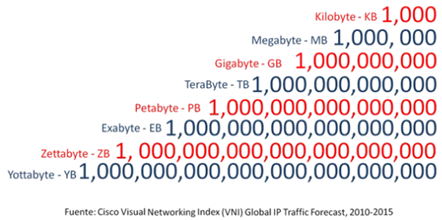 Kilobyte - KB 1,000
Megabyte - MB 1,000, 000
Gigabyte - GB 1,000,000,000
TeraByte - TB 1,000,000,000,000
Petabyte - PB 1,000,000,000,000,000
Exabyte - EB 1,000,000,000,000,000,000
Zettabyte - ZB 1, 000,000,000,000,000,000,000
Yottabyte - YB 1,000,000,000,000,000,000,000,000
Fuente: Cisco Visual Networking Index (VNI) Global IP Traffic Forecast, 2010-2015